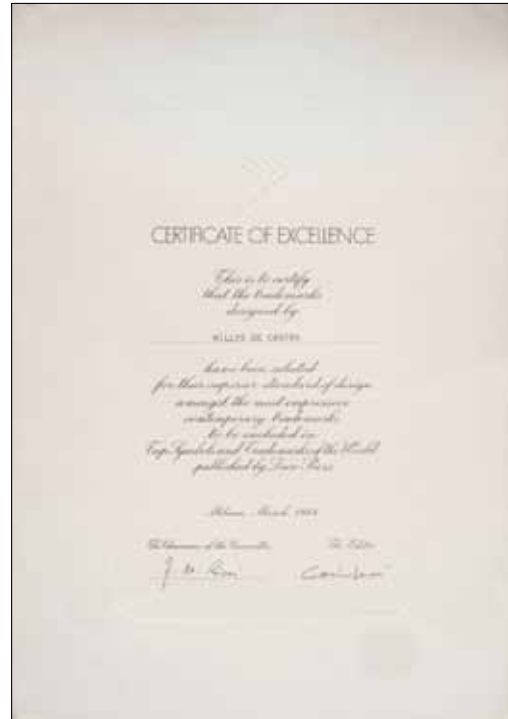 CERTIFICATE OF EXCELLENCE
This is to certify
that the trademarks
designed by
WILLYS DE CASTRO
have been selected
for their superior standard of design
amongst the most expressive
contemporary trademarks
to be included in
Top Symbols and Trademarks of the World
published by Deco Press
Milano, March 1973
The Chairman of the Committee The Editor